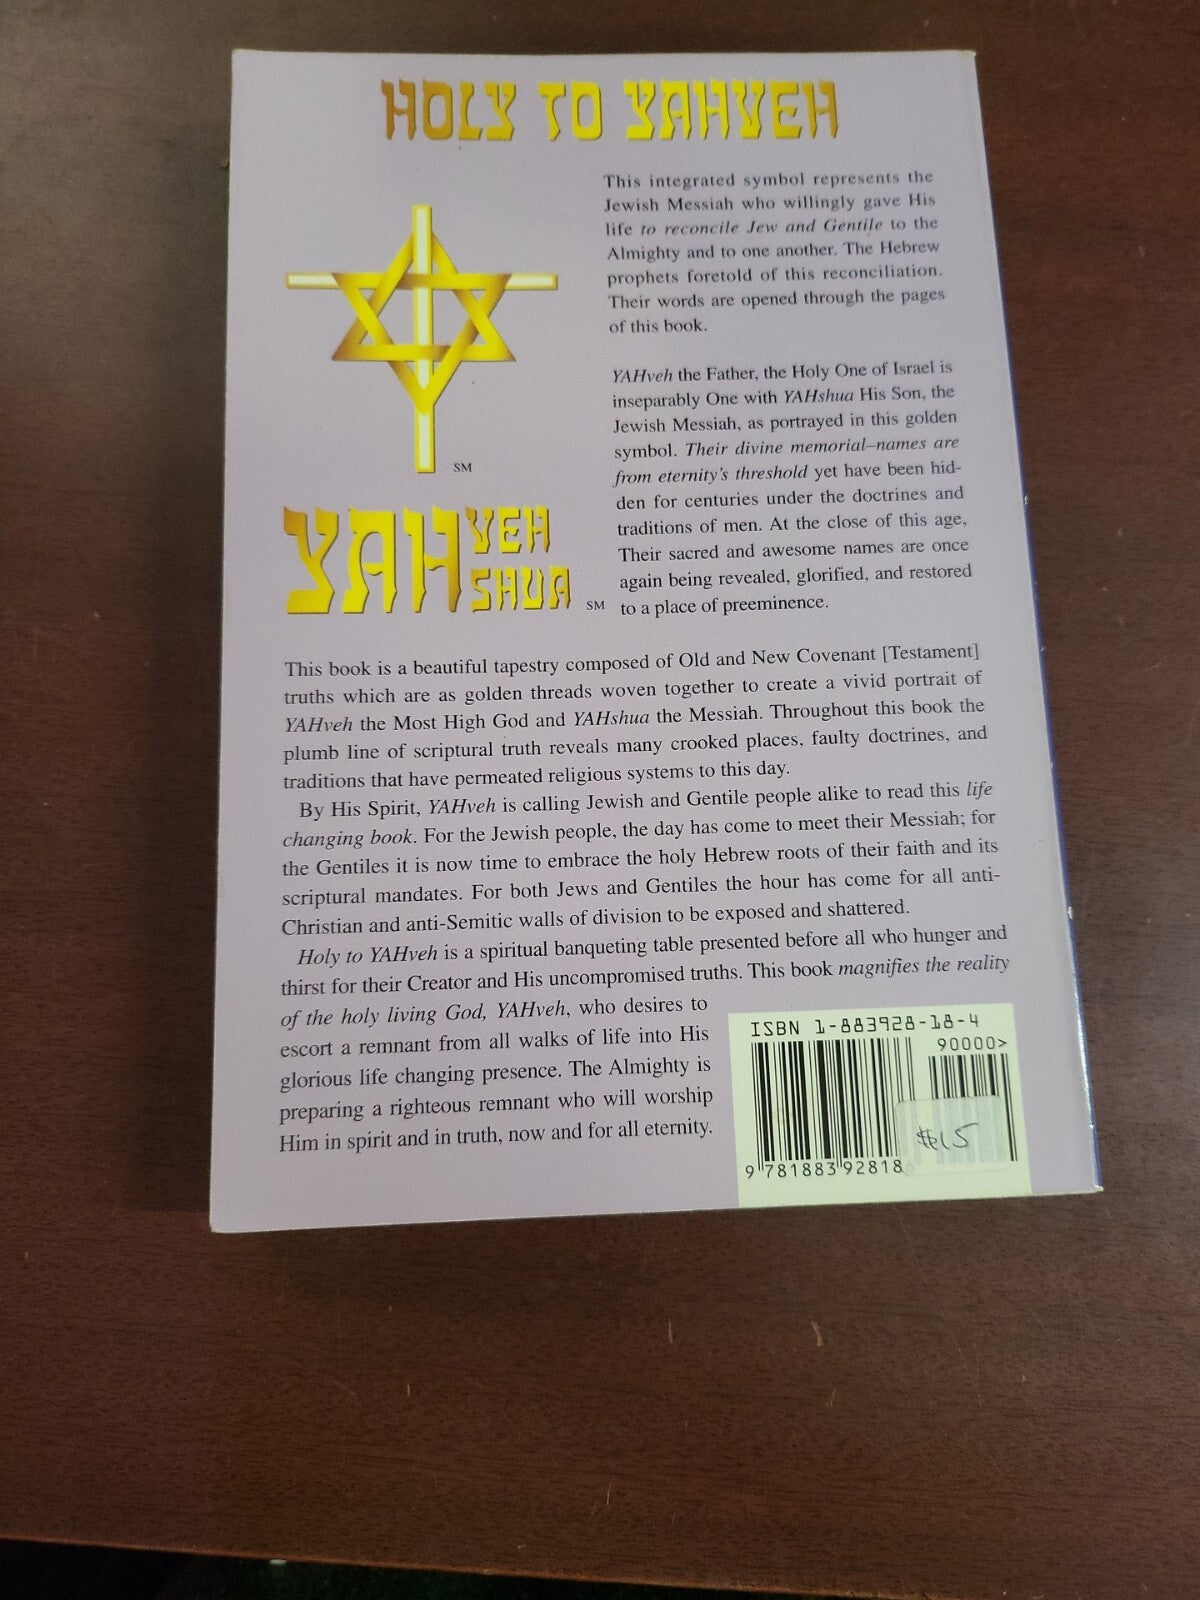 HOLY TO YAHVEH
This integrated symbol represents the
Jewish Messiah who willingly gave His
life to reconcile Jew and Gentile to the
Almighty and to one another. The Hebrew
prophets foretold of this reconciliation.
Their words are opened through the pages
of this book.
YAHveh the Father, the Holy One of Israel is
inseparably One with YAHshua His Son, the
Jewish Messiah, as portrayed in this golden
symbol. Their divine memorial–names are
from eternity's threshold yet have been hid-
den for centuries under the doctrines and
traditions of men. At the close of this age,
Their sacred and awesome names are once
again being revealed, glorified, and restored
to a place of preeminence.
SM
YAHVEH
SHUA SM
This book is a beautiful tapestry composed of Old and New Covenant [Testament]
truths which are as golden threads woven together to create a vivid portrait of
YAHveh the Most High God and YAHshua the Messiah. Throughout this book the
plumb line of scriptural truth reveals many crooked places, faulty doctrines, and
traditions that have permeated religious systems to this day.
By His Spirit, YAHveh is calling Jewish and Gentile people alike to read this life
changing book. For the Jewish people, the day has come to meet their Messiah; for
the Gentiles it is now time to embrace the holy Hebrew roots of their faith and its
scriptural mandates. For both Jews and Gentiles the hour has come for all anti-
Christian and anti-Semitic walls of division to be exposed and shattered.
Holy to YAHveh is a spiritual banqueting table presented before all who hunger and
thirst for their Creator and His uncompromised truths. This book magnifies the reality
of the holy living God, YAHveh, who desires to
escort a remnant from all walks of life into His
glorious life changing presence. The Almighty is
preparing a righteous remnant who will worship
Him in spirit and in truth, now and for all eternity.
ISBN 1-883928-18-4
90000>
$15
9 781883 92818